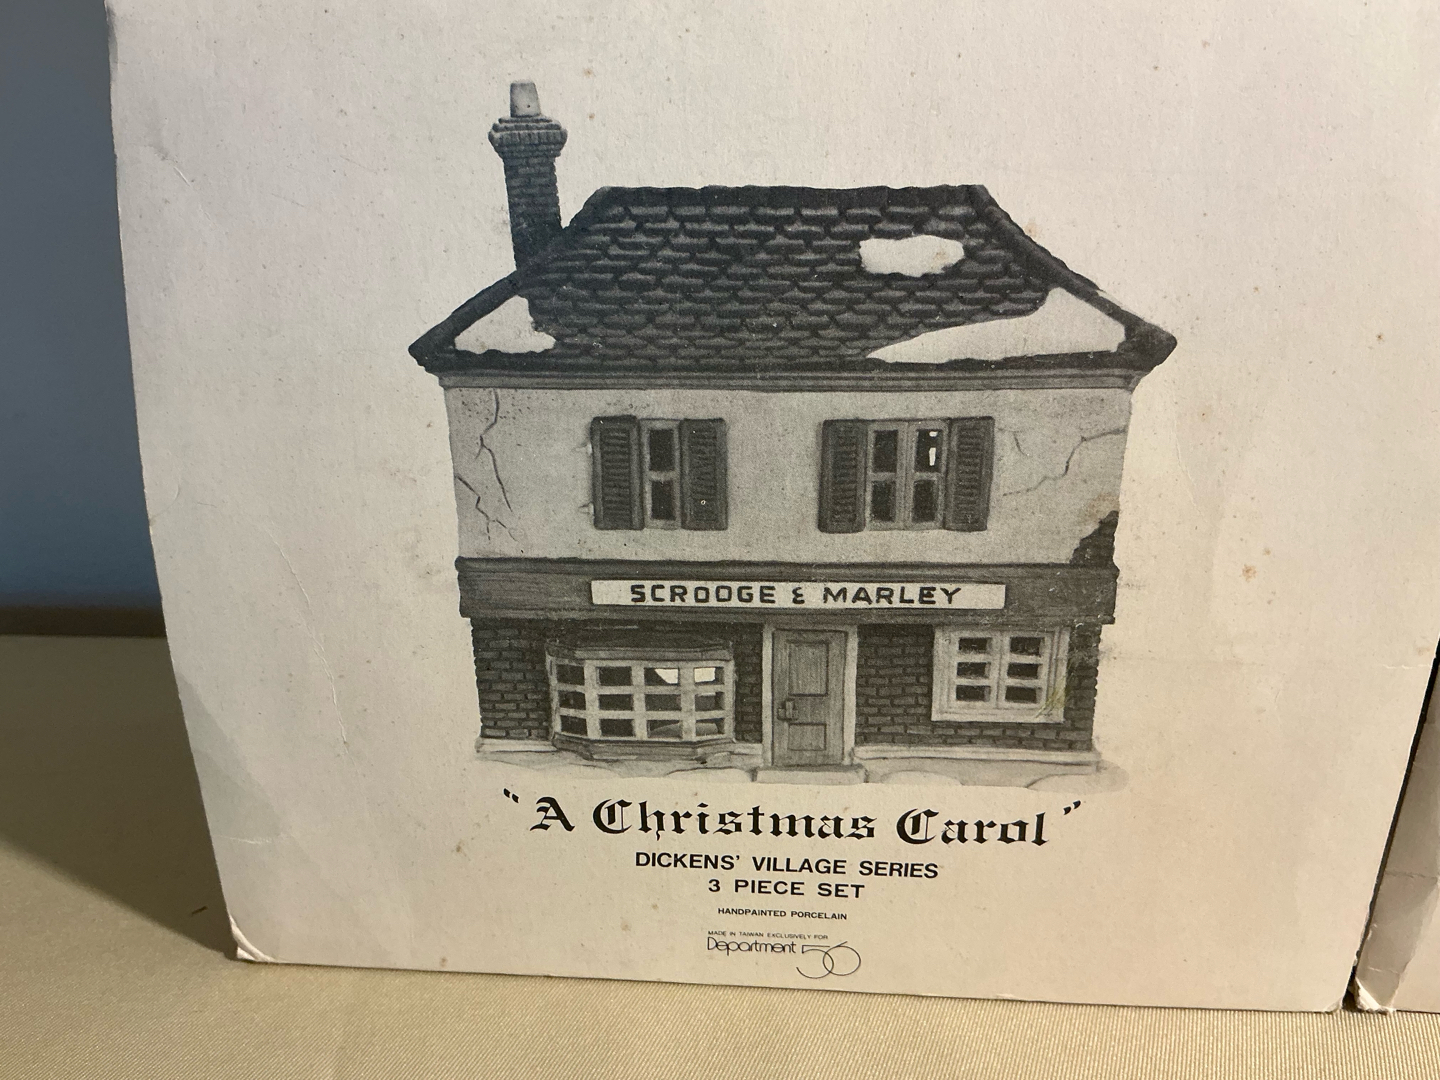 SCROOGE & MARLEY
"A Christmas Carol"
DICKENS' VILLAGE SERIES
3 PIECE SET
HANDPAINTED PORCELAIN
MADE IN TAIWAN EXCLUSIVELY FOR
Department 56